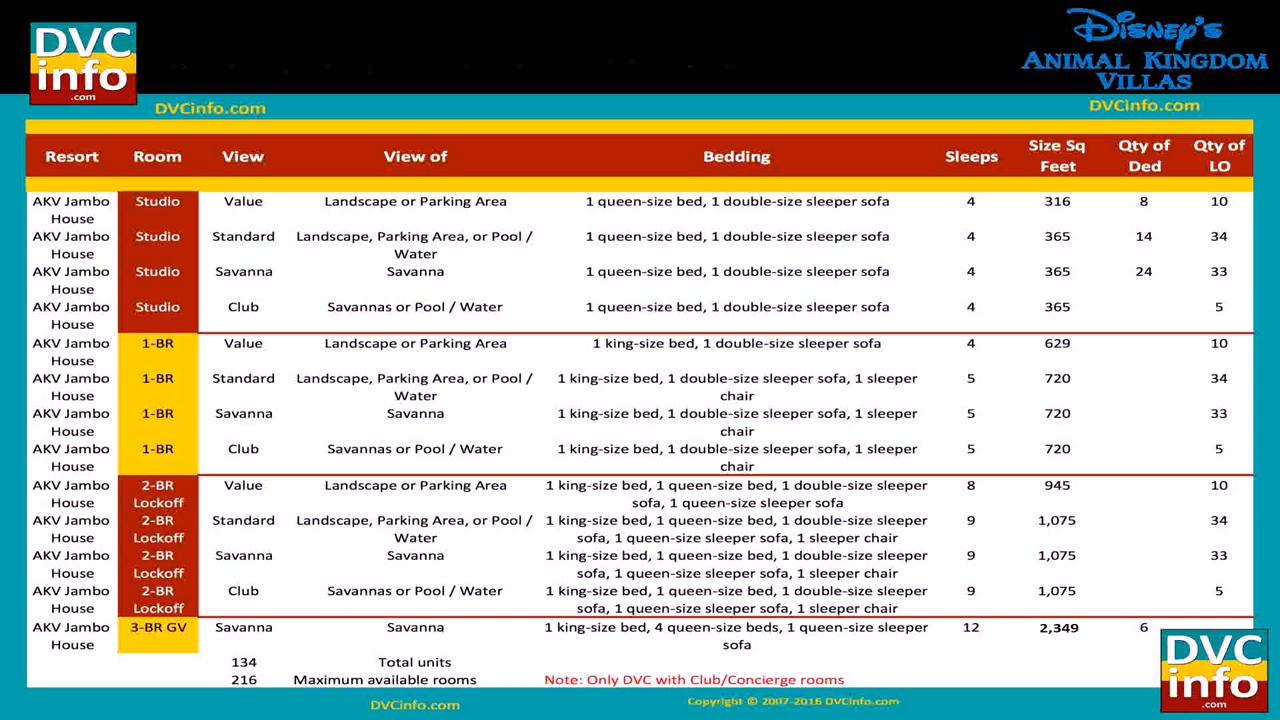 DVC
info
.com
DISNEY'S
ANIMAL KINGDOM
VILLAS
DVCinfo.com
DVCinfo.com
Resort Room View View of Bedding Sleeps Size Sq Feet Qty of Ded Qty of LO
AKV Jambo House Studio Value Landscape or Parking Area 1 queen-size bed, 1 double-size sleeper sofa 4 316 8 10
AKV Jambo House Studio Standard Landscape, Parking Area, or Pool / Water 1 queen-size bed, 1 double-size sleeper sofa 4 365 14 34
AKV Jambo House Studio Savanna Savanna 1 queen-size bed, 1 double-size sleeper sofa 4 365 24 33
AKV Jambo House Studio Club Savannas or Pool / Water 1 queen-size bed, 1 double-size sleeper sofa 4 365 5
AKV Jambo House 1-BR Value Landscape or Parking Area 1 king-size bed, 1 double-size sleeper sofa 4 629 10
AKV Jambo House 1-BR Standard Landscape, Parking Area, or Pool / Water 1 king-size bed, 1 double-size sleeper sofa, 1 sleeper chair 5 720 34
AKV Jambo House 1-BR Savanna Savanna 1 king-size bed, 1 double-size sleeper sofa, 1 sleeper chair 5 720 33
AKV Jambo House 1-BR Club Savannas or Pool / Water 1 king-size bed, 1 double-size sleeper sofa, 1 sleeper chair 5 720 5
AKV Jambo House 2-BR Lockoff Value Landscape or Parking Area 1 king-size bed, 1 queen-size bed, 1 double-size sleeper sofa, 1 queen-size sleeper sofa 8 945 10
AKV Jambo House 2-BR Lockoff Standard Landscape, Parking Area, or Pool / Water 1 king-size bed, 1 queen-size bed, 1 double-size sleeper sofa, 1 queen-size sleeper sofa, 1 sleeper chair 9 1,075 34
AKV Jambo House 2-BR Lockoff Savanna Savanna 1 king-size bed, 1 queen-size bed, 1 double-size sleeper sofa, 1 queen-size sleeper sofa, 1 sleeper chair 9 1,075 33
AKV Jambo House 2-BR Lockoff Club Savannas or Pool / Water 1 king-size bed, 1 queen-size bed, 1 double-size sleeper sofa, 1 queen-size sleeper sofa, 1 sleeper chair 9 1,075 5
AKV Jambo House 3-BR GV Savanna Savanna 1 king-size bed, 4 queen-size beds, 1 queen-size sleeper sofa 12 2,349 6
134 Total units
216 Maximum available rooms Note: Only DVC with Club/Concierge rooms
DVC
info
.com
DVCinfo.com
Copyright © 2007-2016 DVCinfo.com